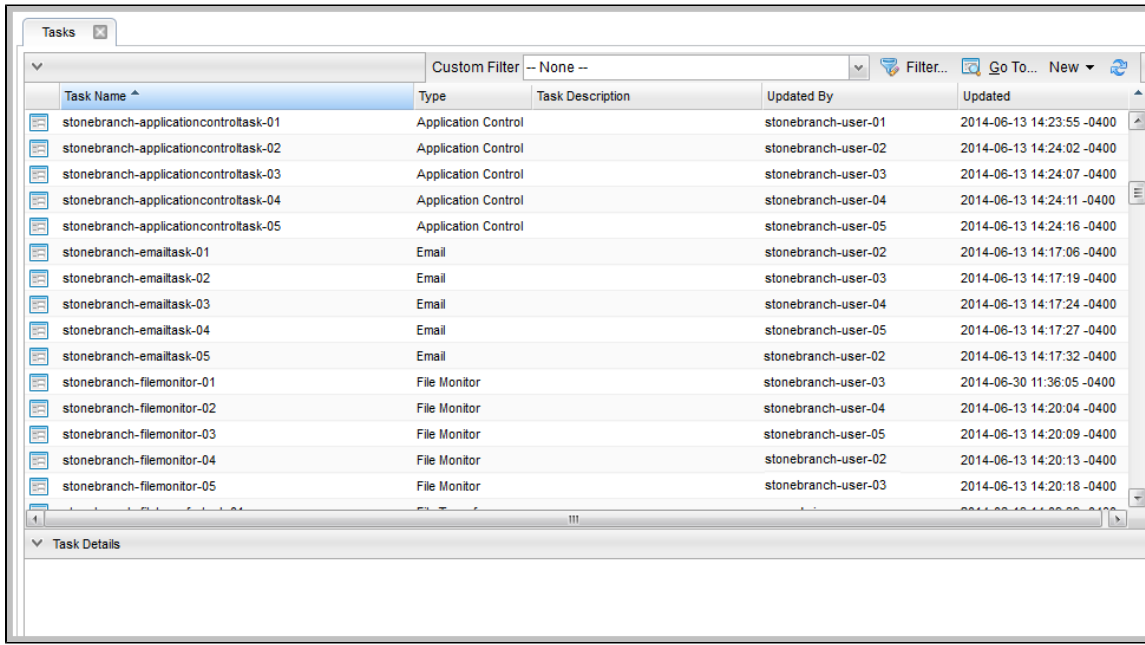 Tasks
Custom Filter -- None -- Filter... Go To... New
Task Name Type Task Description Updated By Updated
stonebranch-applicationcontroltask-01 Application Control stonebranch-user-01 2014-06-13 14:23:55 -0400
stonebranch-applicationcontroltask-02 Application Control stonebranch-user-02 2014-06-13 14:24:02 -0400
stonebranch-applicationcontroltask-03 Application Control stonebranch-user-03 2014-06-13 14:24:07 -0400
stonebranch-applicationcontroltask-04 Application Control stonebranch-user-04 2014-06-13 14:24:11 -0400
stonebranch-applicationcontroltask-05 Application Control stonebranch-user-05 2014-06-13 14:24:16 -0400
stonebranch-emailtask-01 Email stonebranch-user-02 2014-06-13 14:17:06 -0400
stonebranch-emailtask-02 Email stonebranch-user-03 2014-06-13 14:17:19 -0400
stonebranch-emailtask-03 Email stonebranch-user-04 2014-06-13 14:17:24 -0400
stonebranch-emailtask-04 Email stonebranch-user-05 2014-06-13 14:17:27 -0400
stonebranch-emailtask-05 Email stonebranch-user-02 2014-06-13 14:17:32 -0400
stonebranch-filemonitor-01 File Monitor stonebranch-user-03 2014-06-30 11:36:05 -0400
stonebranch-filemonitor-02 File Monitor stonebranch-user-04 2014-06-13 14:20:04 -0400
stonebranch-filemonitor-03 File Monitor stonebranch-user-05 2014-06-13 14:20:09 -0400
stonebranch-filemonitor-04 File Monitor stonebranch-user-02 2014-06-13 14:20:13 -0400
stonebranch-filemonitor-05 File Monitor stonebranch-user-03 2014-06-13 14:20:18 -0400
Task Details